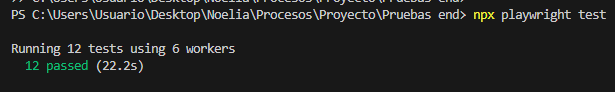 PS C:\Users\Usuario\Desktop\Noelia\Procesos\Proyecto\Pruebas end> npx playwright test
Running 12 tests using 6 workers
12 passed (22.2s)